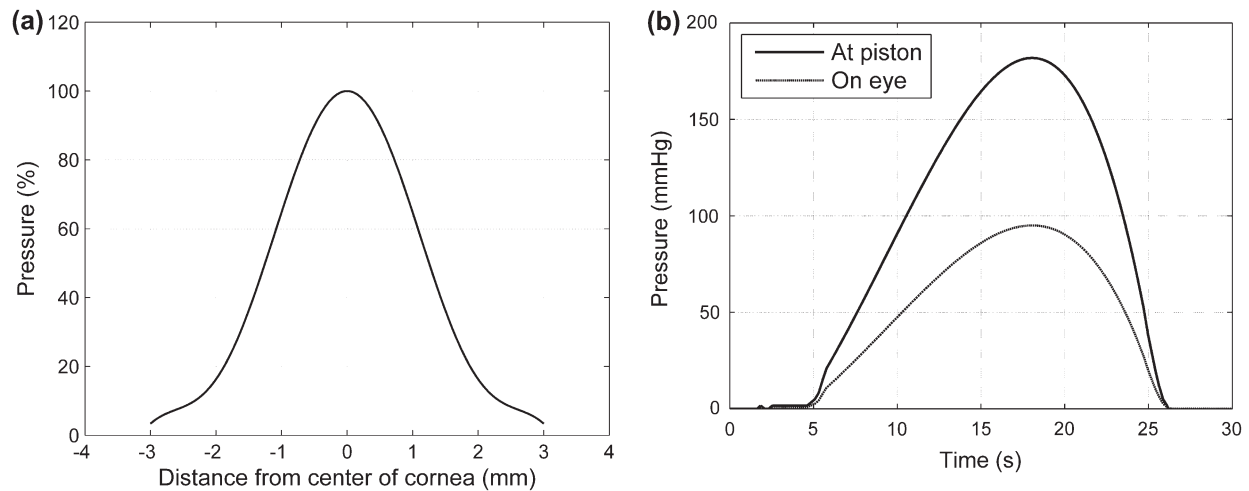 (a)
120
100
80
60
40
20
0
Pressure (%)
-4 -3 -2 -1 0 1 2 3 4
Distance from center of cornea (mm)
(b)
200
150
100
50
0
Pressure (mmHg)
At piston
On eye
0 5 10 15 20 25 30
Time (s)